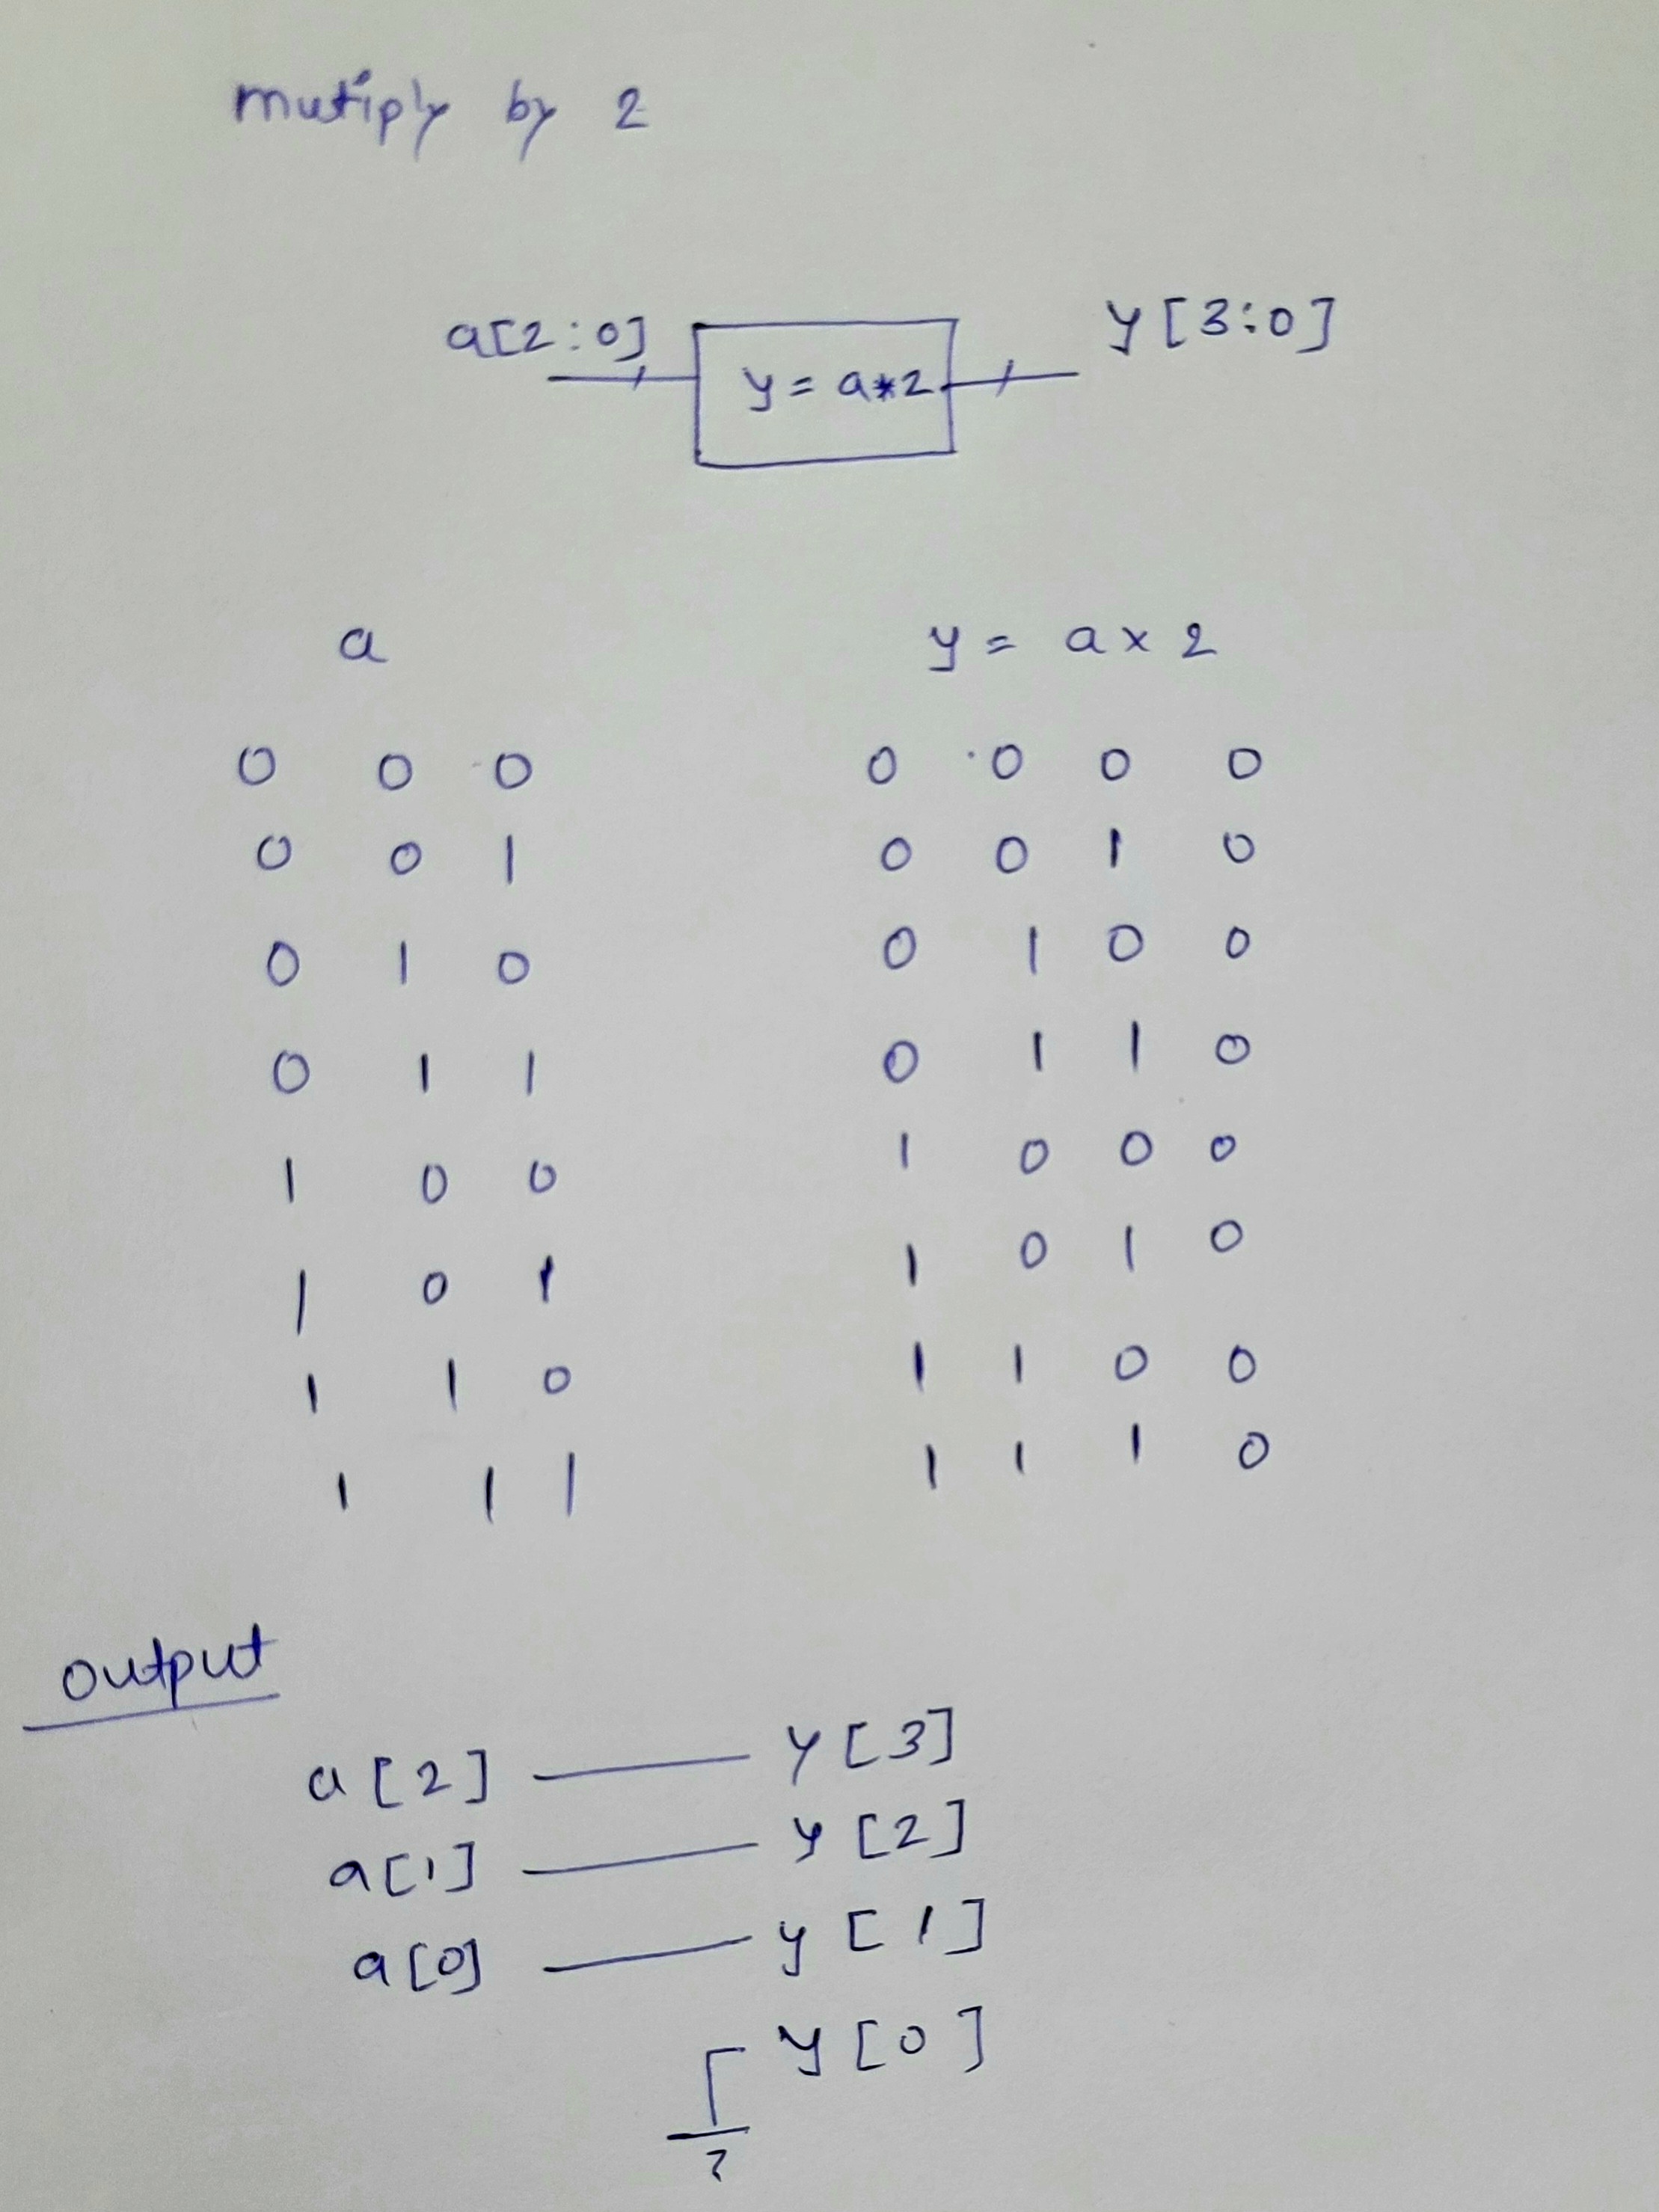 mutiply by 2
a[2:0] y = a*2 y[3:0]
a y = a x 2
0 0 0 0 0 0 0
0 0 1 0 0 1 0
0 1 0 0 1 0 0
0 1 1 0 1 1 0
1 0 0 1 0 0 0
1 0 1 1 0 1 0
1 1 0 1 1 0 0
1 1 1 1 1 1 0
output
a[2] y[3]
a[1] y[2]
a[0] y[1]
y[0]